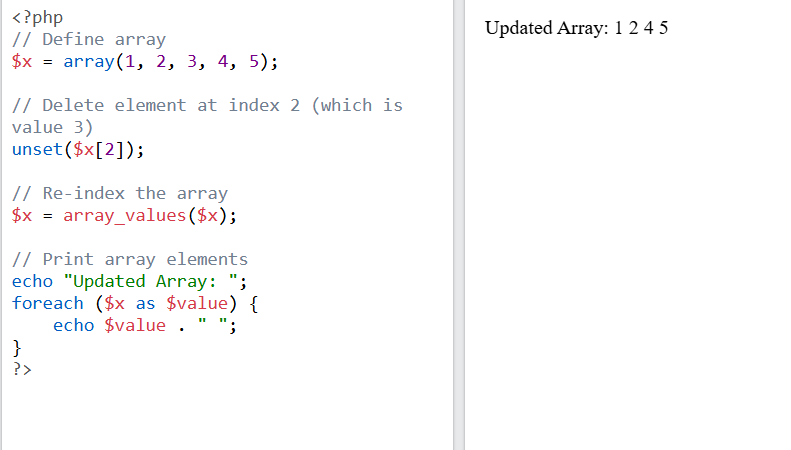 <?php
// Define array
$x = array(1, 2, 3, 4, 5);
// Delete element at index 2 (which is
value 3)
unset($x[2]);
// Re-index the array
$x = array_values($x);
// Print array elements
echo "Updated Array: ";
foreach ($x as $value) {
    echo $value . " ";
}
?>
Updated Array: 1 2 4 5